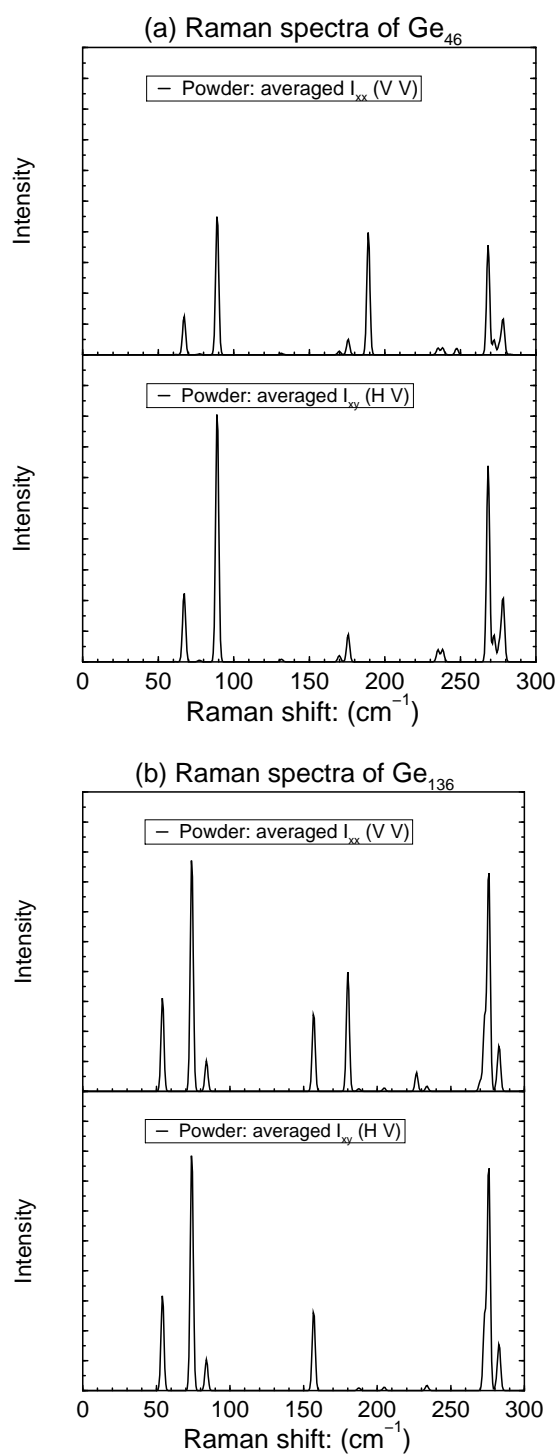 (a) Raman spectra of Ge₄₆
Powder: averaged Iₓₓ (V V)
Intensity
Powder: averaged Iₓᵧ (H V)
Intensity
0 50 100 150 200 250 300
Raman shift: (cm⁻¹)
(b) Raman spectra of Ge₁₃₆
Powder: averaged Iₓₓ (V V)
Intensity
Powder: averaged Iₓᵧ (H V)
Intensity
0 50 100 150 200 250 300
Raman shift: (cm⁻¹)